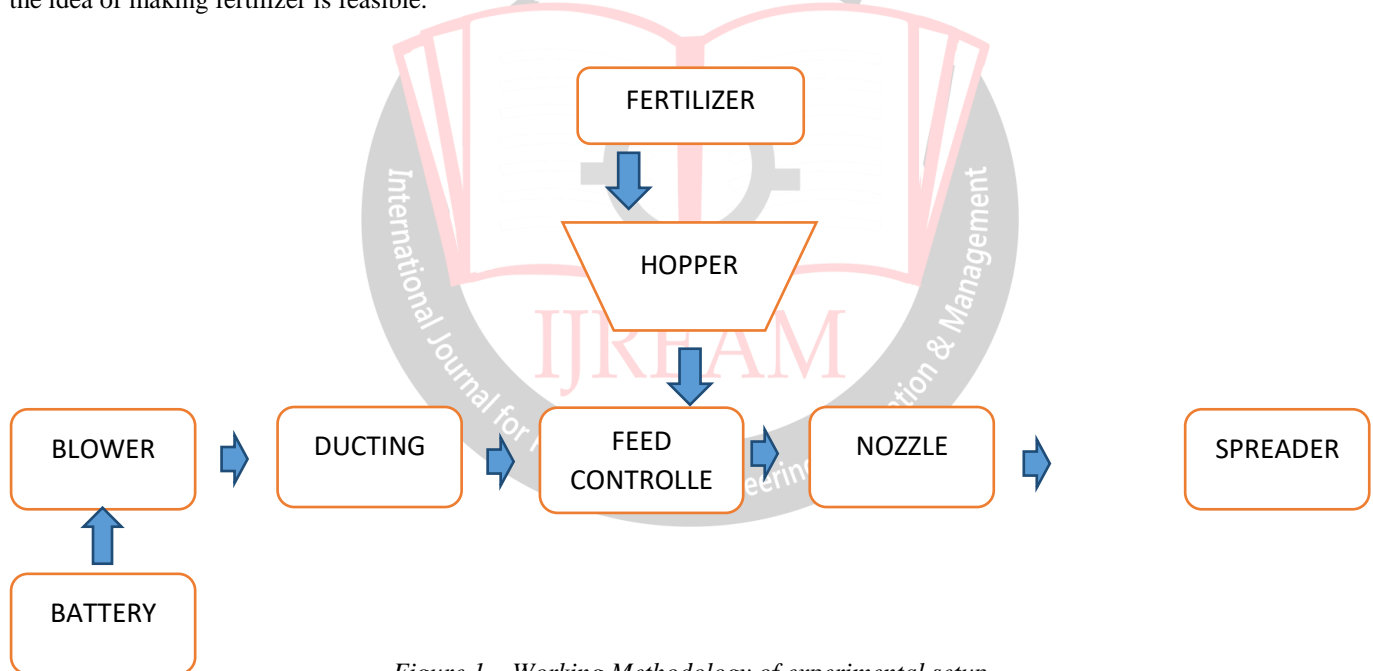 the idea of making fertilizer is feasible.
FERTILIZER
HOPPER
IJREAM
International Journal for
Management
BLOWER
DUCTING
FEED
CONTROLLE
NOZZLE
SPREADER
BATTERY
Figure 1 – Working Methodology of experimental setup